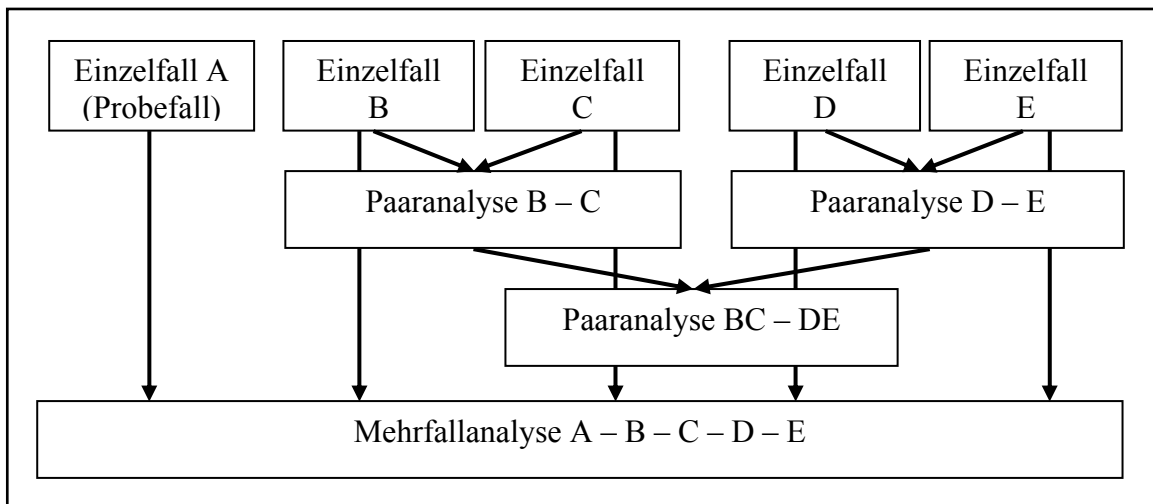 Einzelfall A
(Probefall)
Einzelfall
B
Einzelfall
C
Einzelfall
D
Einzelfall
E
Paaranalyse B – C
Paaranalyse D – E
Paaranalyse BC – DE
Mehrfallanalyse A – B – C – D – E